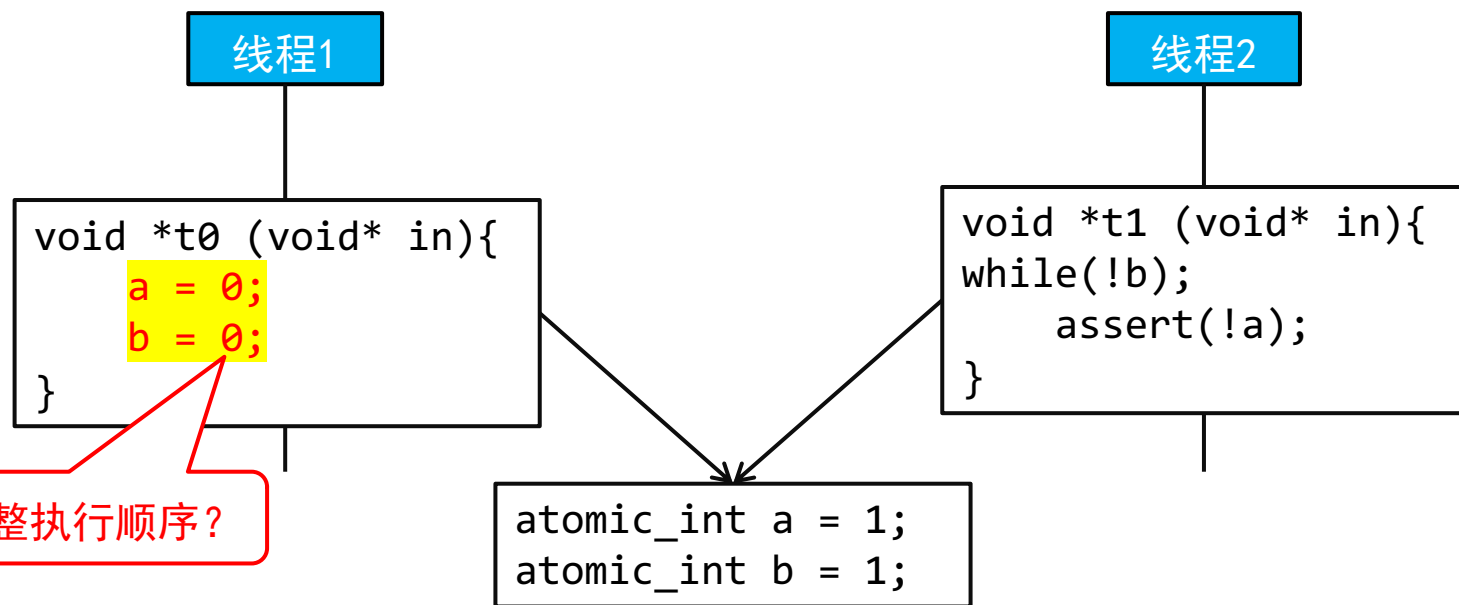 线程1
线程2
void *t0 (void* in){
a = 0;
b = 0;
}
void *t1 (void* in){
while(!b);
assert(!a);
}
整执行顺序?
atomic_int a = 1;
atomic_int b = 1;